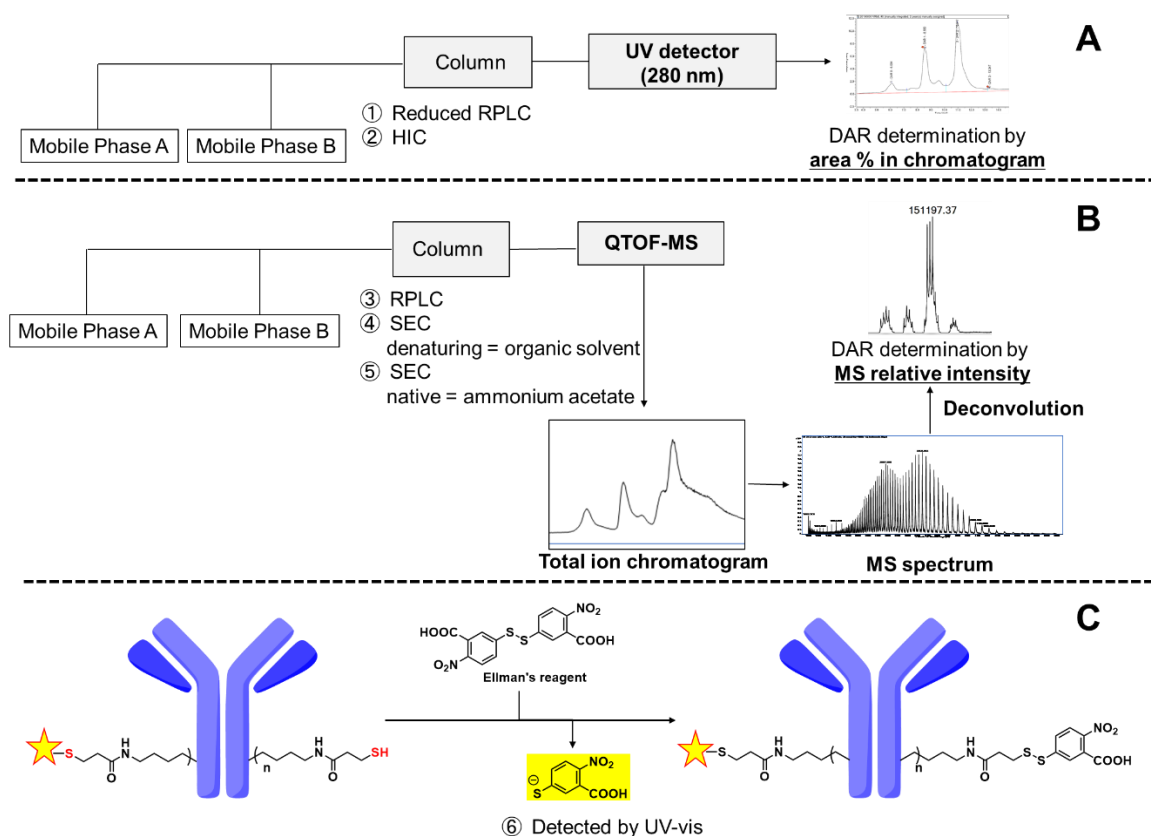 A
Column
UV detector
(280 nm)
Mobile Phase A
Mobile Phase B
① Reduced RPLC
② HIC
DAR determination by
area % in chromatogram
B
Column
QTOF-MS
151197.37
Mobile Phase A
Mobile Phase B
③ RPLC
④ SEC
denaturing = organic solvent
⑤ SEC
native = ammonium acetate
DAR determination by
MS relative intensity
Deconvolution
Total ion chromatogram
MS spectrum
C
NO₂
HOOC
S
S
COOH
O₂N
Ellman's reagent
S
H
N
O
n
H
N
O
SH
⊖
S
NO₂
COOH
S
H
N
O
n
H
N
O
S
S
NO₂
COOH
⑥ Detected by UV-vis